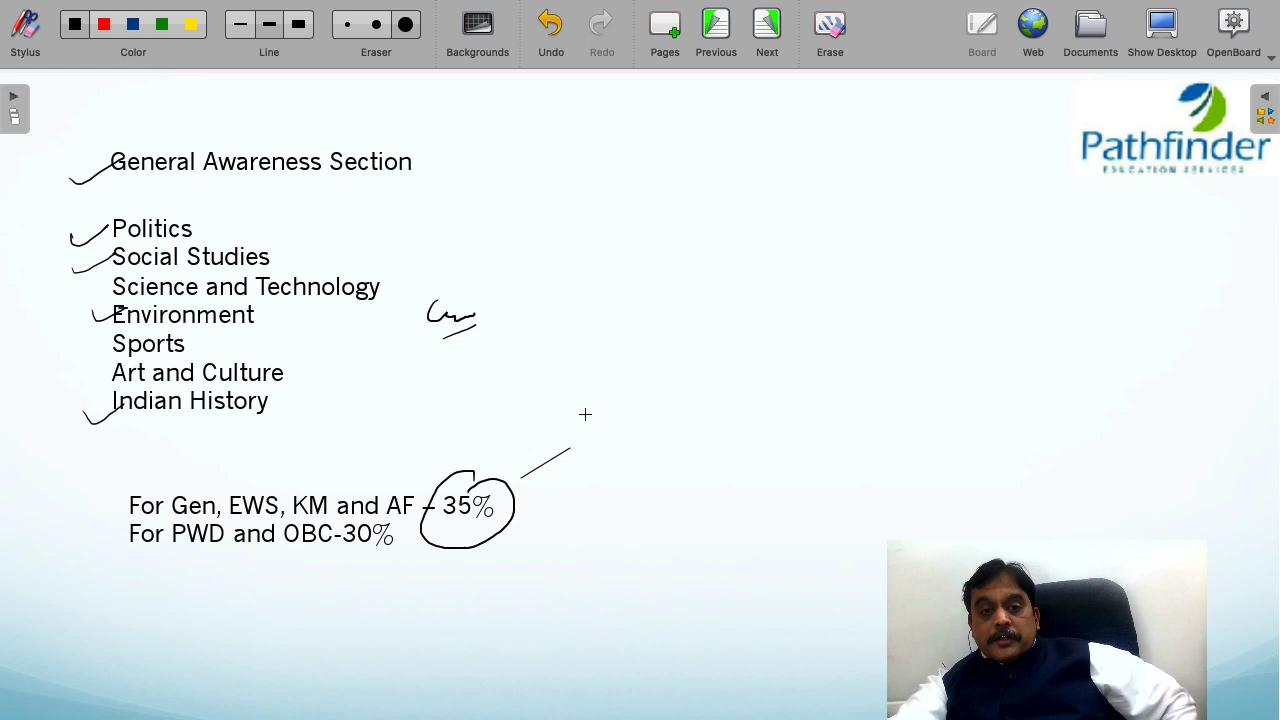 Stylus
Color
Line
Eraser
Backgrounds
Undo
Redo
Pages
Previous
Next
Erase
Board
Web
Documents
Show Desktop
OpenBoard
Pathfinder
EDUCATION SERVICES
General Awareness Section
Politics
Social Studies
Science and Technology
Environment
Sports
Art and Culture
Indian History
For Gen, EWS, KM and AF – 35%
For PWD and OBC-30%